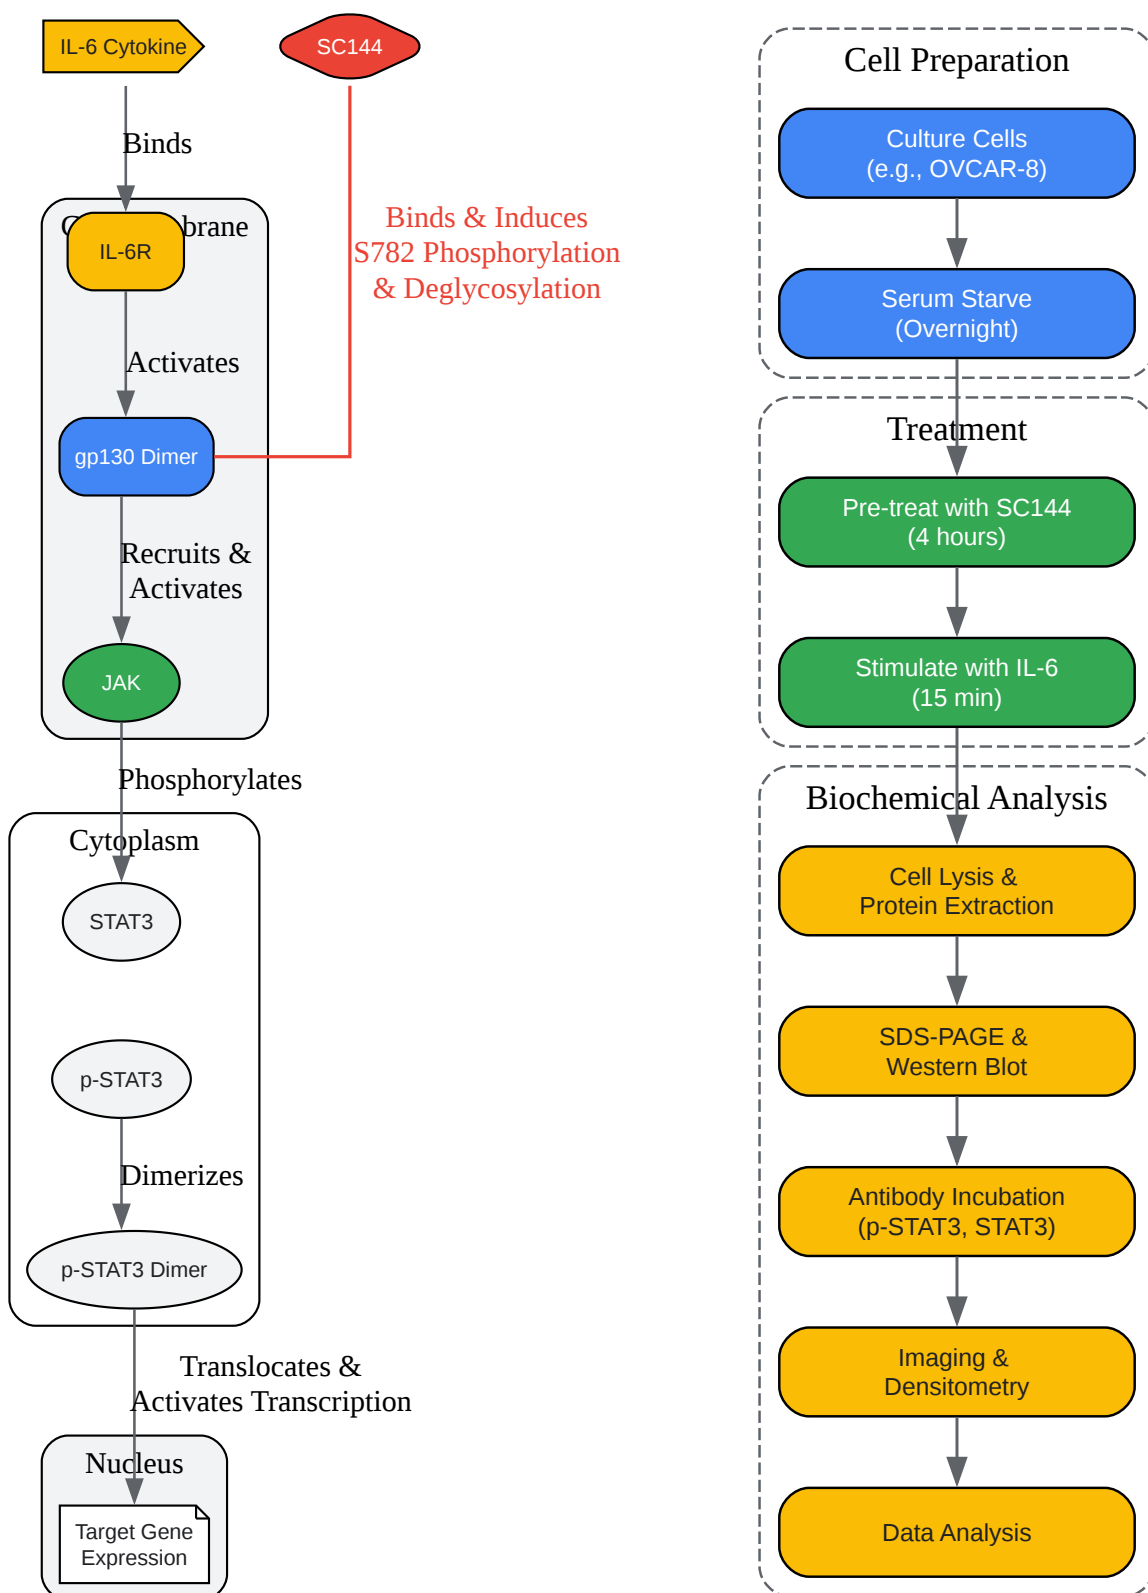 IL-6 Cytokine
SC144
Binds
brane
IL-6R
Binds & Induces
S782 Phosphorylation
& Deglycosylation
Activates
gp130 Dimer
Recruits &
Activates
JAK
Phosphorylates
Cytoplasm
STAT3
p-STAT3
Dimerizes
p-STAT3 Dimer
Translocates &
Activates Transcription
Nucleus
Target Gene
Expression
Cell Preparation
Culture Cells
(e.g., OVCAR-8)
Serum Starve
(Overnight)
Treatment
Pre-treat with SC144
(4 hours)
Stimulate with IL-6
(15 min)
Biochemical Analysis
Cell Lysis &
Protein Extraction
SDS-PAGE &
Western Blot
Antibody Incubation
(p-STAT3, STAT3)
Imaging &
Densitometry
Data Analysis